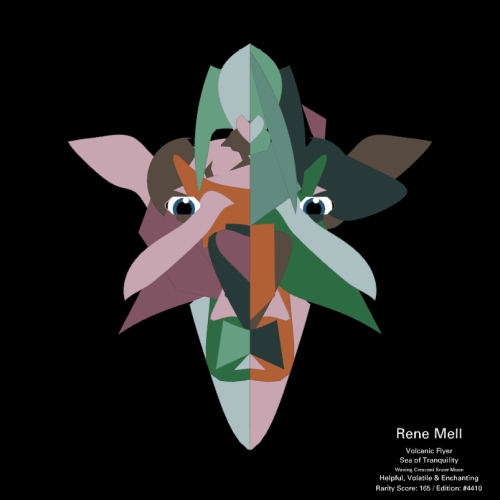 Rene Mell
Volcanic Flyer
Sea of Tranquility
Waxing Crescent Snow Moon
Helpful, Volatile & Enchanting
Rarity Score: 165 / Edition: #4410